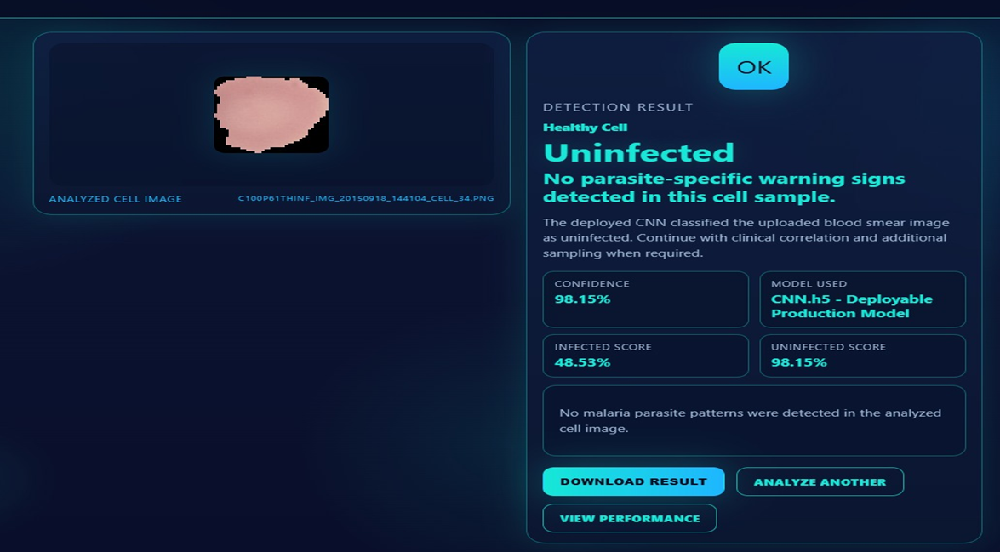 ANALYZED CELL IMAGE
C100P61THINF_IMG_20150918_144104_CELL_34.PNG
OK
DETECTION RESULT
Healthy Cell
Uninfected
No parasite-specific warning signs
detected in this cell sample.
The deployed CNN classified the uploaded blood smear image
as uninfected. Continue with clinical correlation and additional
sampling when required.
CONFIDENCE
98.15%
MODEL USED
CNN.h5 - Deployable
Production Model
INFECTED SCORE
48.53%
UNINFECTED SCORE
98.15%
No malaria parasite patterns were detected in the analyzed
cell image.
DOWNLOAD RESULT
ANALYZE ANOTHER
VIEW PERFORMANCE